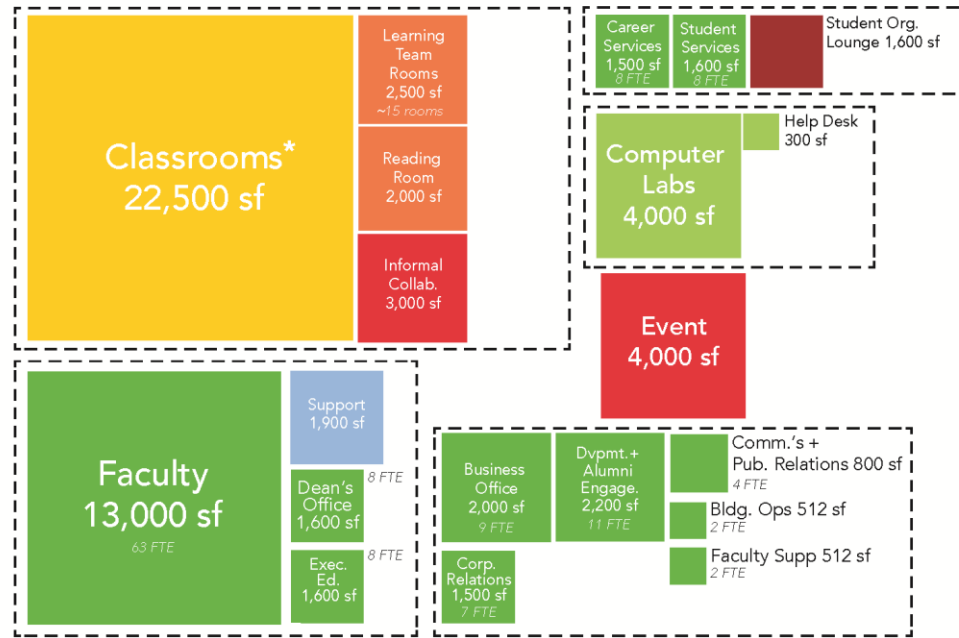 Classrooms*
22,500 sf
Learning
Team
Rooms
2,500 sf
~15 rooms
Reading
Room
2,000 sf
Informal
Collab.
3,000 sf
Career
Services
1,500 sf
8 FTE
Student
Services
1,600 sf
8 FTE
Student Org.
Lounge 1,600 sf
Computer
Labs
4,000 sf
Help Desk
300 sf
Event
4,000 sf
Faculty
13,000 sf
63 FTE
Support
1,900 sf
8 FTE
Dean's
Office
1,600 sf
8 FTE
Exec.
Ed.
1,600 sf
Business
Office
2,000 sf
9 FTE
Dvpmt.+
Alumni
Engage.
2,200 sf
11 FTE
Comm.'s +
Pub. Relations 800 sf
4 FTE
Bldg. Ops 512 sf
2 FTE
Faculty Supp 512 sf
2 FTE
Corp.
Relations
1,500 sf
7 FTE